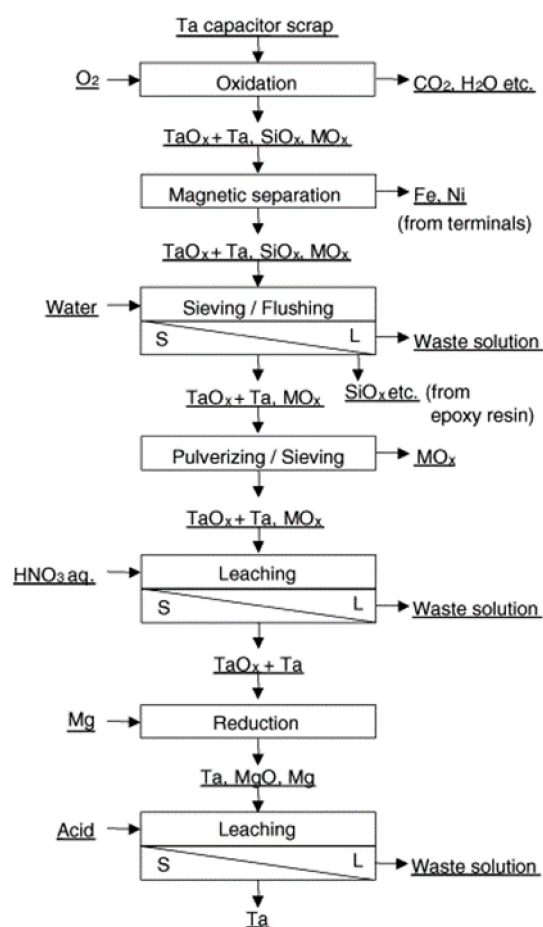 Ta capacitor scrap
O₂
Oxidation
CO₂, H₂O etc.
TaOₓ + Ta, SiOₓ, MOₓ
Magnetic separation
Fe, Ni
(from terminals)
TaOₓ + Ta, SiOₓ, MOₓ
Water
Sieving / Flushing
S
L
Waste solution
TaOₓ + Ta, MOₓ
SiOₓ etc. (from
epoxy resin)
Pulverizing / Sieving
MOₓ
TaOₓ + Ta, MOₓ
HNO₃ aq.
Leaching
S
L
Waste solution
TaOₓ + Ta
Mg
Reduction
Ta, MgO, Mg
Acid
Leaching
S
L
Waste solution
Ta